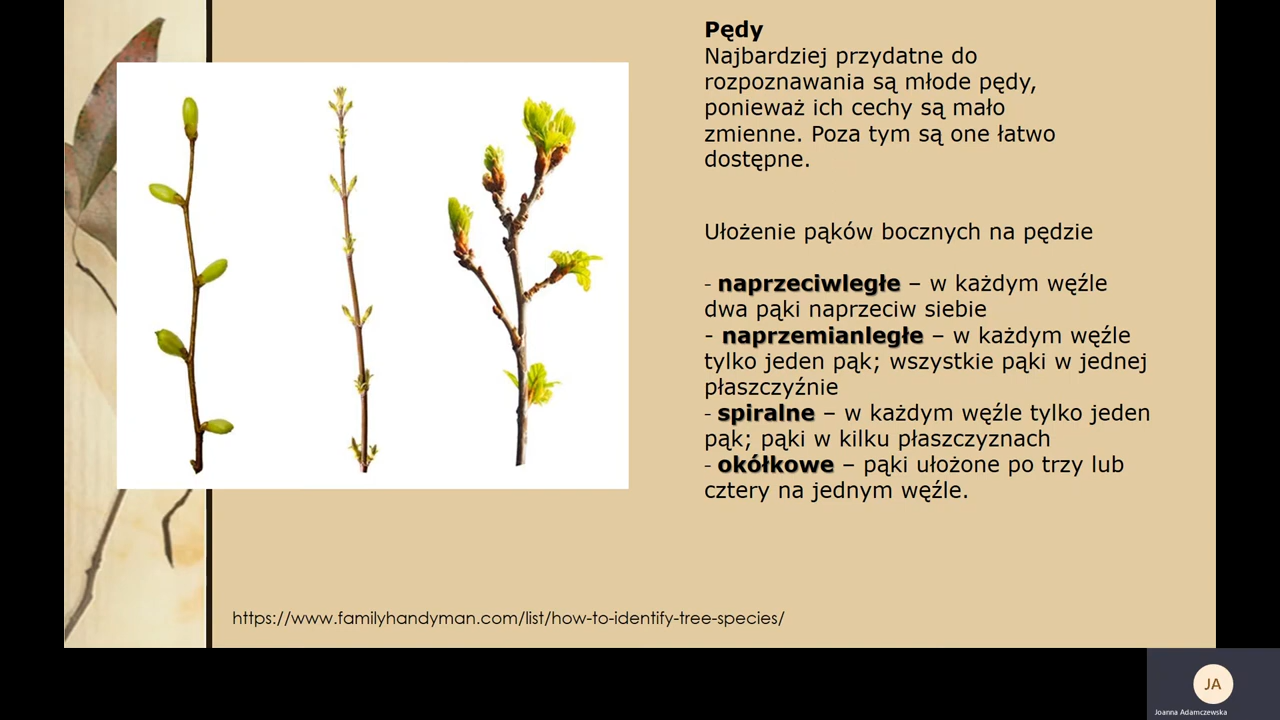 Pędy
Najbardziej przydatne do
rozpoznawania są młode pędy,
ponieważ ich cechy są mało
zmienne. Poza tym są one łatwo
dostępne.
Ułożenie pąków bocznych na pędzie
- naprzeciwległe – w każdym węźle
dwa pąki naprzeciw siebie
- naprzemianległe – w każdym węźle
tylko jeden pąk; wszystkie pąki w jednej
płaszczyźnie
- spiralne – w każdym węźle tylko jeden
pąk; pąki w kilku płaszczyznach
- okółkowe – pąki ułożone po trzy lub
cztery na jednym węźle.
https://www.familyhandyman.com/list/how-to-identify-tree-species/
JA
Joanna Adamczewska